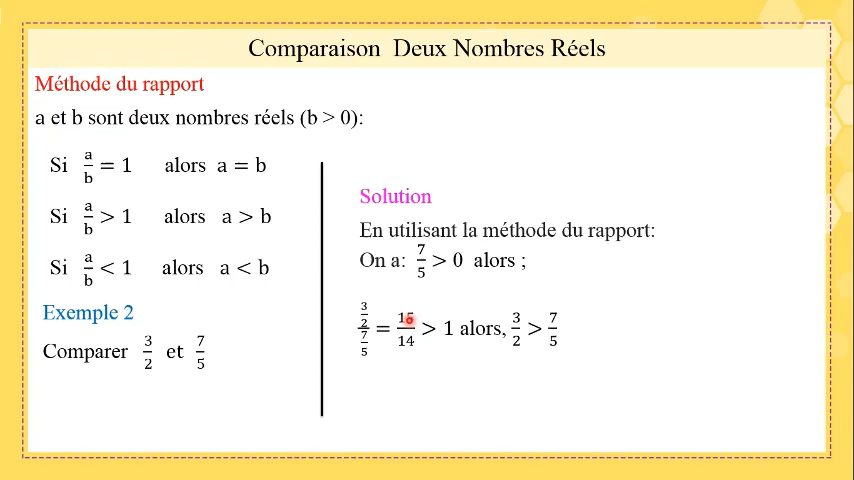 Comparaison Deux Nombres Réels
Méthode du rapport
a et b sont deux nombres réels (b > 0):
Si a/b = 1 alors a = b
Si a/b > 1 alors a > b
Si a/b < 1 alors a < b
Exemple 2
Comparer 3/2 et 7/5
Solution
En utilisant la méthode du rapport:
On a: 7/5 > 0 alors ;
(3/2)/(7/5) = 15/14 > 1 alors, 3/2 > 7/5